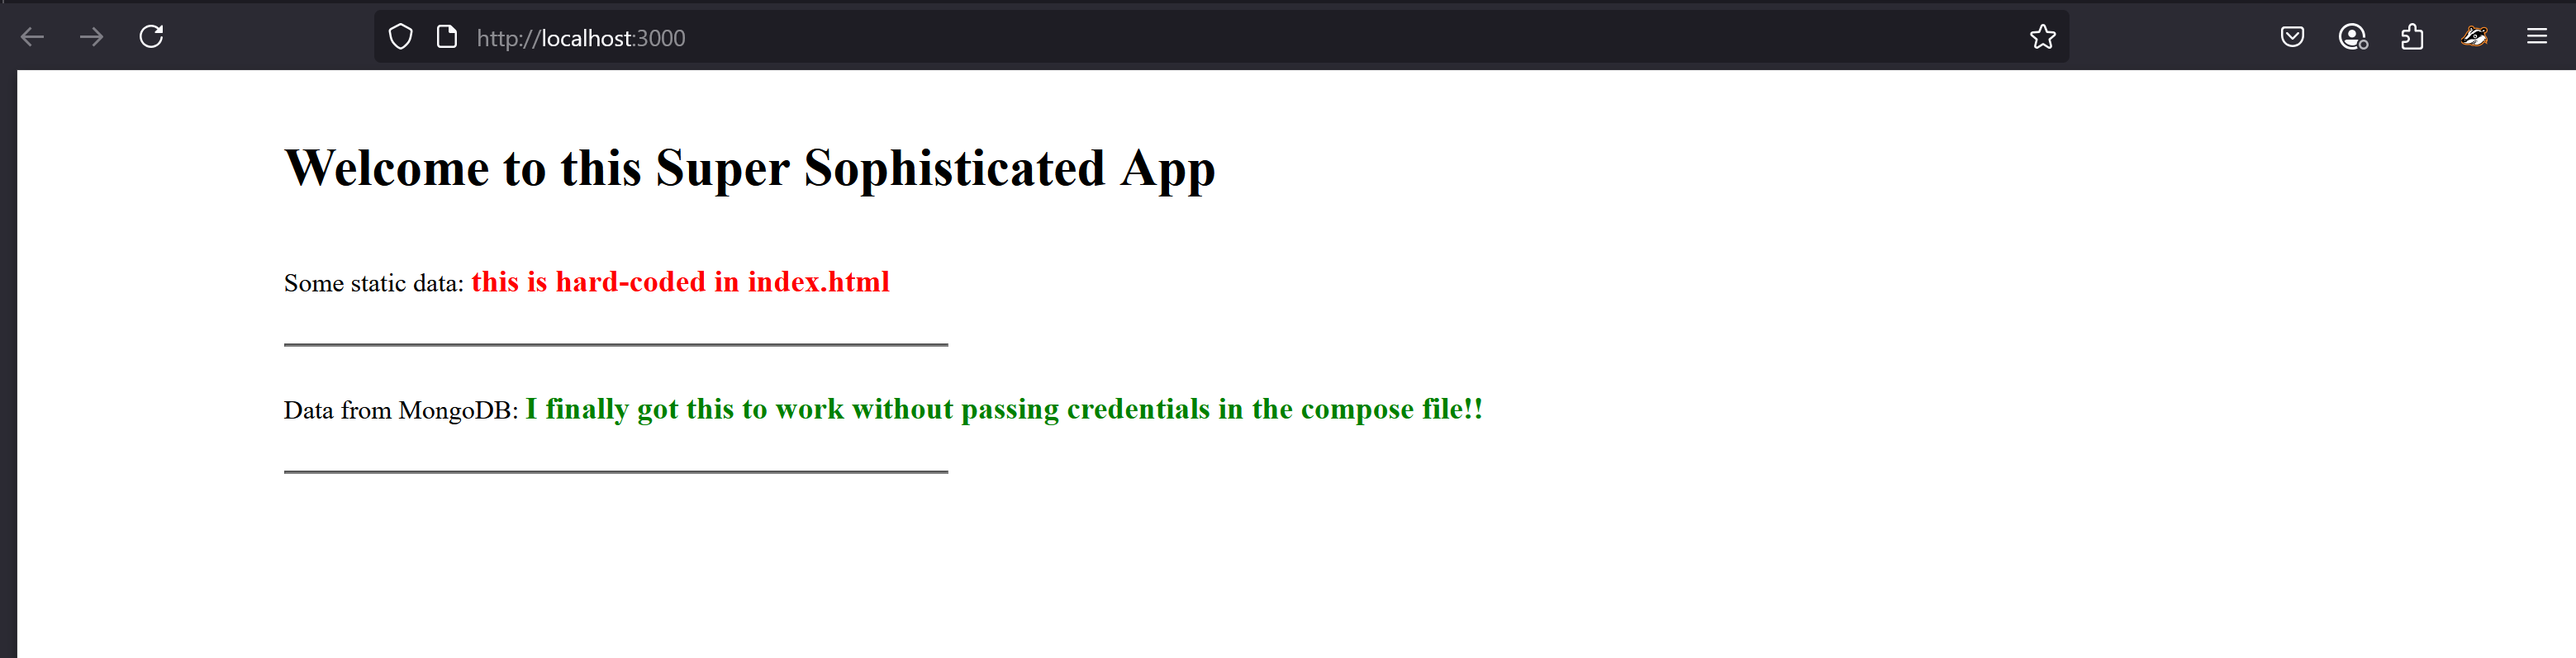 http://localhost:3000
Welcome to this Super Sophisticated App
Some static data: this is hard-coded in index.html
Data from MongoDB: I finally got this to work without passing credentials in the compose file!!